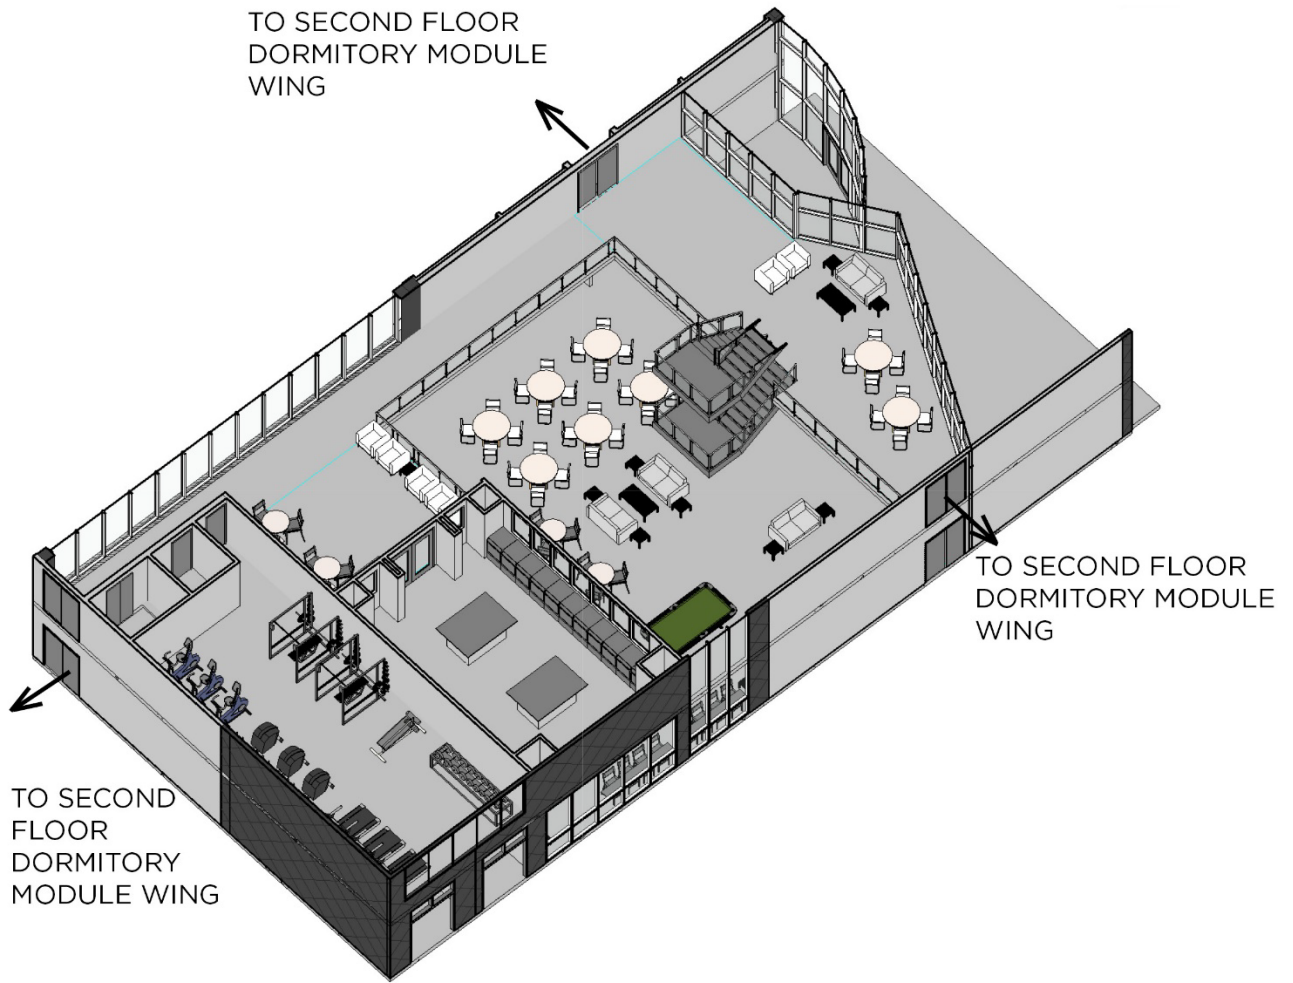 TO SECOND FLOOR
DORMITORY MODULE
WING
TO SECOND FLOOR
DORMITORY MODULE
WING
TO SECOND
FLOOR
DORMITORY
MODULE WING